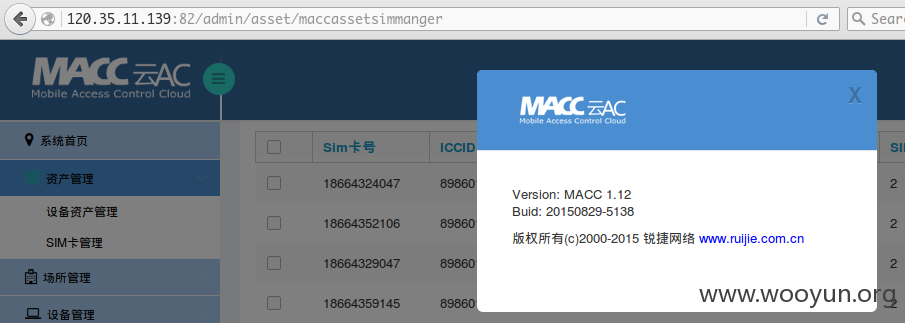 120.35.11.139:82/admin/asset/maccassetsimmanger
Search
MACC 云AC
Mobile Access Control Cloud
系统首页
资产管理
设备资产管理
SIM卡管理
场所管理
设备管理
Sim卡号 ICCID SI
18664324047 89860 2
18664352106 89860 2
18664329047 89860 2
18664359145 89860 2
MACC 云AC
Mobile Access Control Cloud
X
Version: MACC 1.12
Buid: 20150829-5138
版权所有(c)2000-2015 锐捷网络 www.ruijie.com.cn
www.wooyun.org